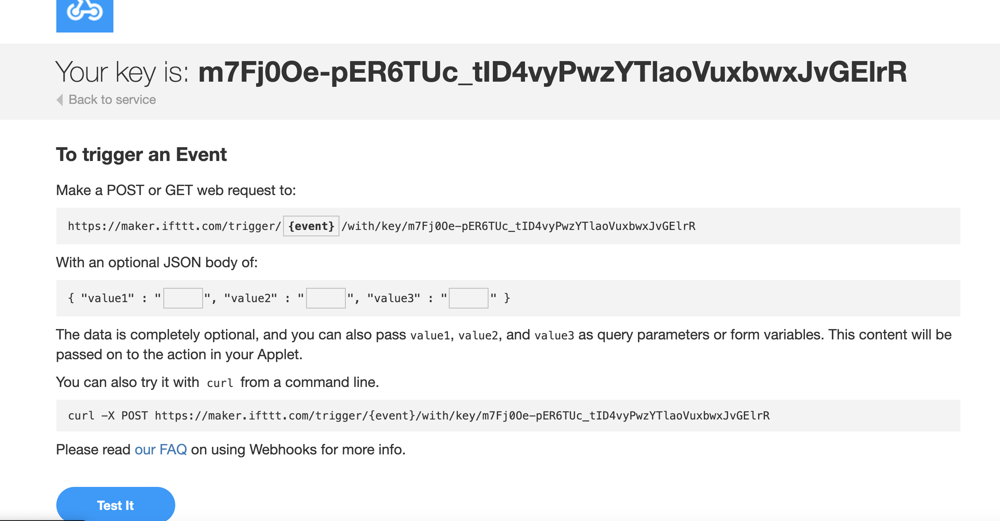 Your key is: m7Fj0Oe-pER6TUc_tID4vyPwzYTlaoVuxbwxJvGElrR
Back to service
To trigger an Event
Make a POST or GET web request to:
https://maker.ifttt.com/trigger/ {event} /with/key/m7Fj0Oe-pER6TUc_tID4vyPwzYTlaoVuxbwxJvGElrR
With an optional JSON body of:
{ "value1" : "", "value2" : "", "value3" : "" }
The data is completely optional, and you can also pass value1, value2, and value3 as query parameters or form variables. This content will be
passed on to the action in your Applet.
You can also try it with curl from a command line.
curl -X POST https://maker.ifttt.com/trigger/{event}/with/key/m7Fj0Oe-pER6TUc_tID4vyPwzYTlaoVuxbwxJvGElrR
Please read our FAQ on using Webhooks for more info.
Test It